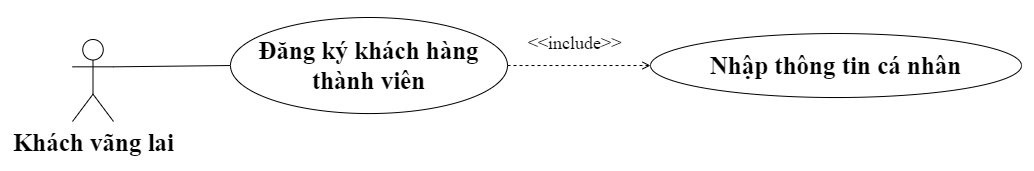 Đăng ký khách hàng
thành viên
<<include>>
Nhập thông tin cá nhân
Khách vãng lai